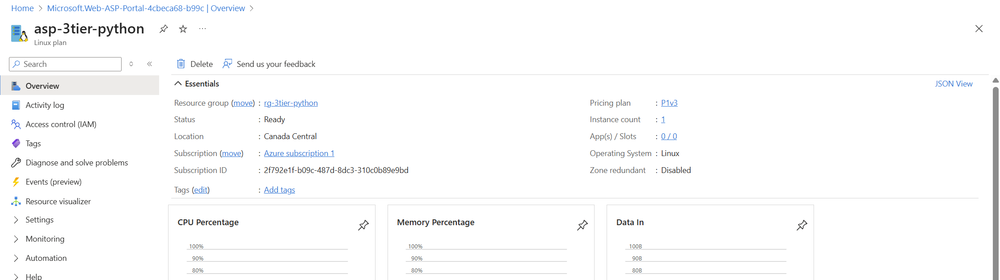 Home > Microsoft.Web-ASP-Portal-4cbeca68-b99c | Overview >
asp-3tier-python
Linux plan
Search
Overview
Activity log
Access control (IAM)
Tags
Diagnose and solve problems
Events (preview)
Resource visualizer
Settings
Monitoring
Automation
Help
Delete
Send us your feedback
Essentials
JSON View
Resource group (move) : rg-3tier-python
Status : Ready
Location : Canada Central
Subscription (move) : Azure subscription 1
Subscription ID : 2f792e1f-b09c-487d-8dc3-310c0b89e9bd
Tags (edit) : Add tags
Pricing plan : P1v3
Instance count : 1
App(s) / Slots : 0 / 0
Operating System : Linux
Zone redundant : Disabled
CPU Percentage
100%
90%
80%
Memory Percentage
100%
90%
80%
Data In
100B
90B
80B